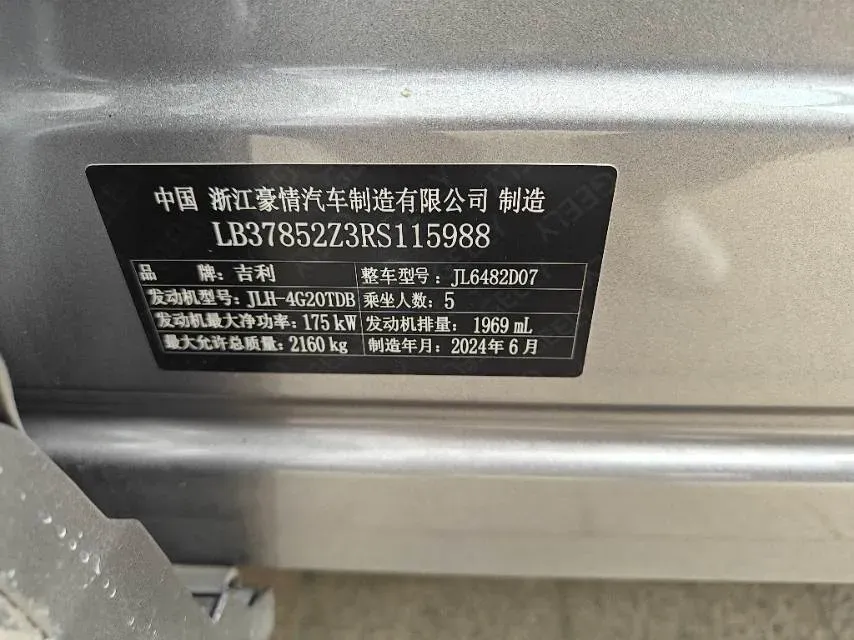 中国 浙江豪情汽车制造有限公司 制造
LB37852Z3RS115988
品 牌：吉利 整车型号：JL6482D07
发动机型号：JLH-4G20TDB 乘坐人数：5
发动机最大净功率：175 kW 发动机排量：1969 mL
最大允许总质量：2160 kg 制造年月：2024年6月